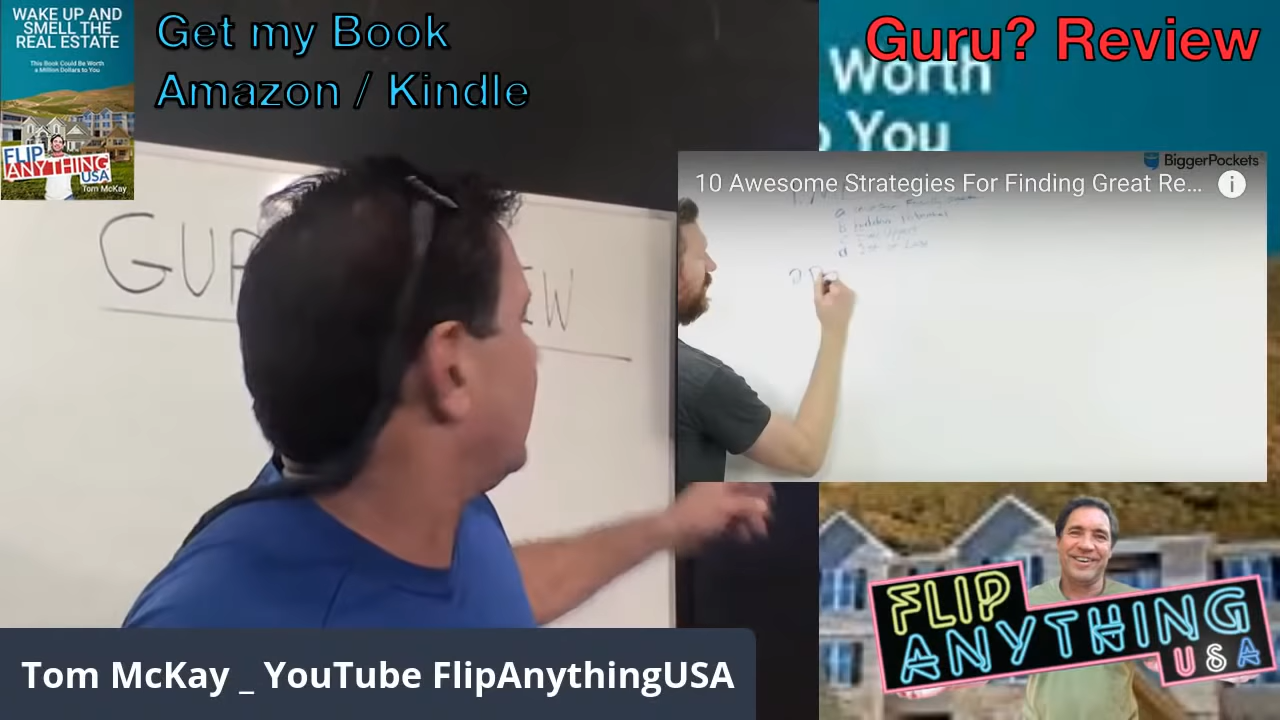 WAKE UP AND
SMELL THE
REAL ESTATE
This Book Could Be Worth
a Million Dollars to You
FLIP
ANYTHING
USA
Tom McKay
Get my Book
Amazon / Kindle
Guru? Review
Worth
You
BiggerPockets
10 Awesome Strategies For Finding Great Re...
a
b
c
d
GUR
EW
FLIP
ANYTHING
USA
Tom McKay _ YouTube FlipAnythingUSA